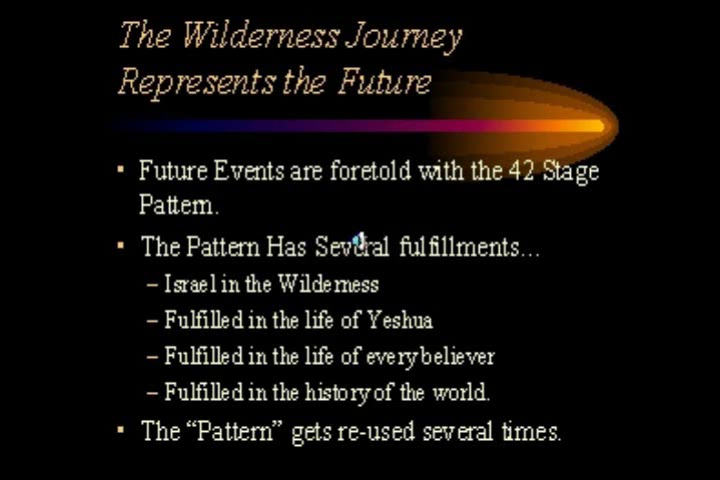 The Wilderness Journey
Represents the Future
▪ Future Events are foretold with the 42 Stage
Pattern.
▪ The Pattern Has Several fulfillments...
– Israel in the Wilderness
– Fulfilled in the life of Yeshua
– Fulfilled in the life of every believer
– Fulfilled in the history of the world.
▪ The “Pattern” gets re-used several times.